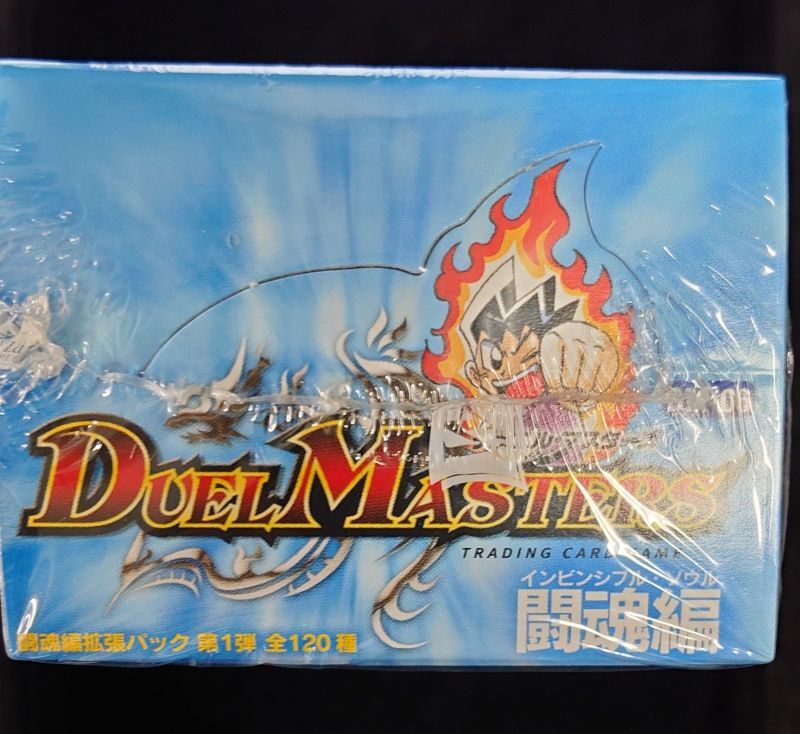 DUEL MASTERS
TRADING CARD GAME
インビンシブル・ソウル
闘魂編
闘魂編拡張パック 第1弾 全120種